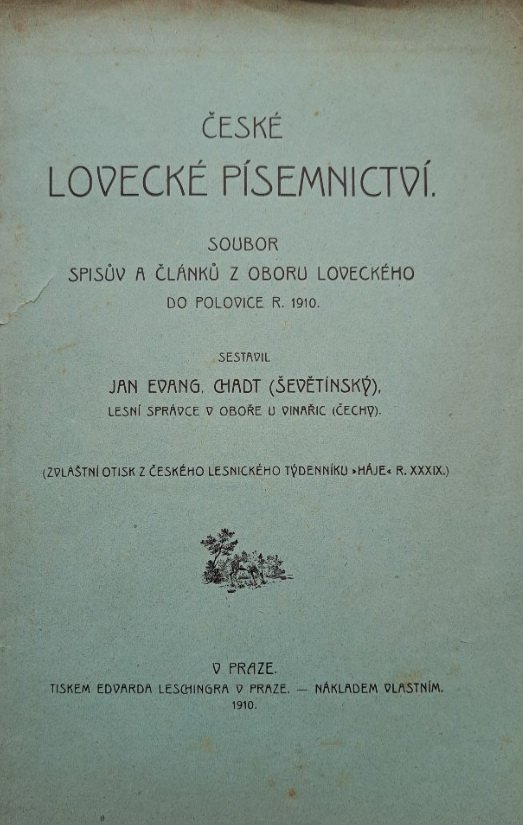 ČESKÉ
LOVECKÉ PÍSEMNICTVÍ.
SOUBOR
SPISŮV A ČLÁNKŮ Z OBORU LOVECKÉHO
DO POLOVICE R. 1910.
SESTAVIL
JAN EVANG. CHADT (ŠEVĚTÍNSKÝ),
LESNÍ SPRÁVCE V OBOŘE U VINAŘIC (ČECHY).
(ZVLAŠTNÍ OTISK Z ČESKÉHO LESNICKÉHO TÝDENNÍKU »HÁJE« R. XXXIX.)
V PRAZE.
TISKEM EDVARDA LESCHINGRA V PRAZE. — NÁKLADEM VLASTNÍM.
1910.